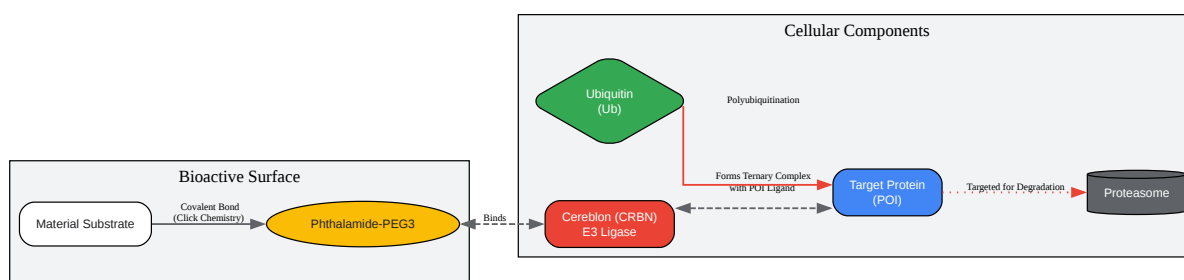 Cellular Components
Ubiquitin
(Ub)
Polyubiquitination
Bioactive Surface
Material Substrate
Covalent Bond
(Click Chemistry)
Phthalamide-PEG3
Binds
Cereblon (CRBN)
E3 Ligase
Forms Ternary Complex
with POI Ligand
Target Protein
(POI)
Targeted for Degradation
Proteasome